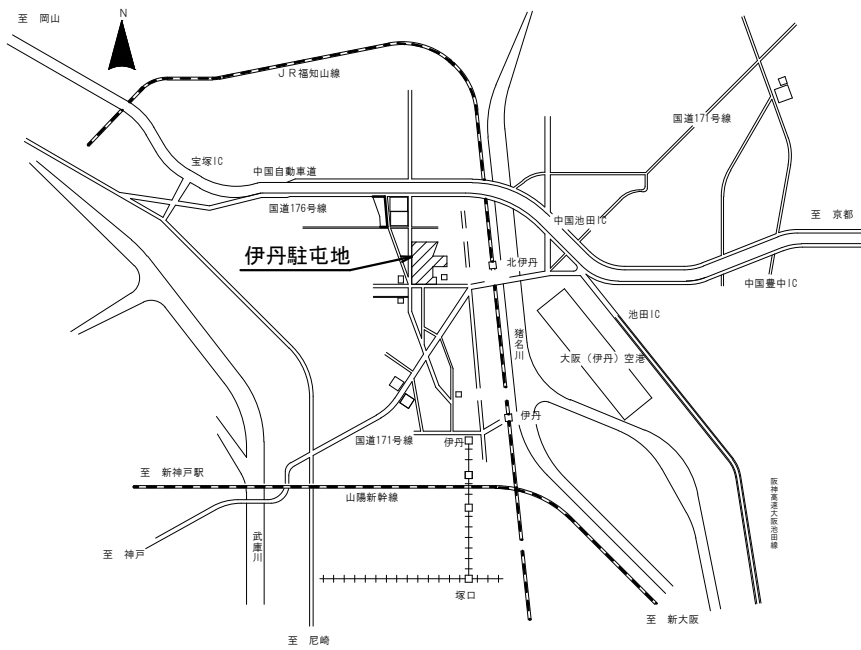 至　岡山
N
ＪＲ福知山線
国道171号線
宝塚IC
中国自動車道
国道176号線
中国池田IC
至　京都
伊丹駐屯地
北伊丹
中国豊中IC
池田IC
猪名川
大阪（伊丹）空港
伊丹
国道171号線
伊丹
至　新神戸駅
山陽新幹線
阪神高速大阪池田線
武庫川
至　神戸
塚口
至　新大阪
至　尼崎